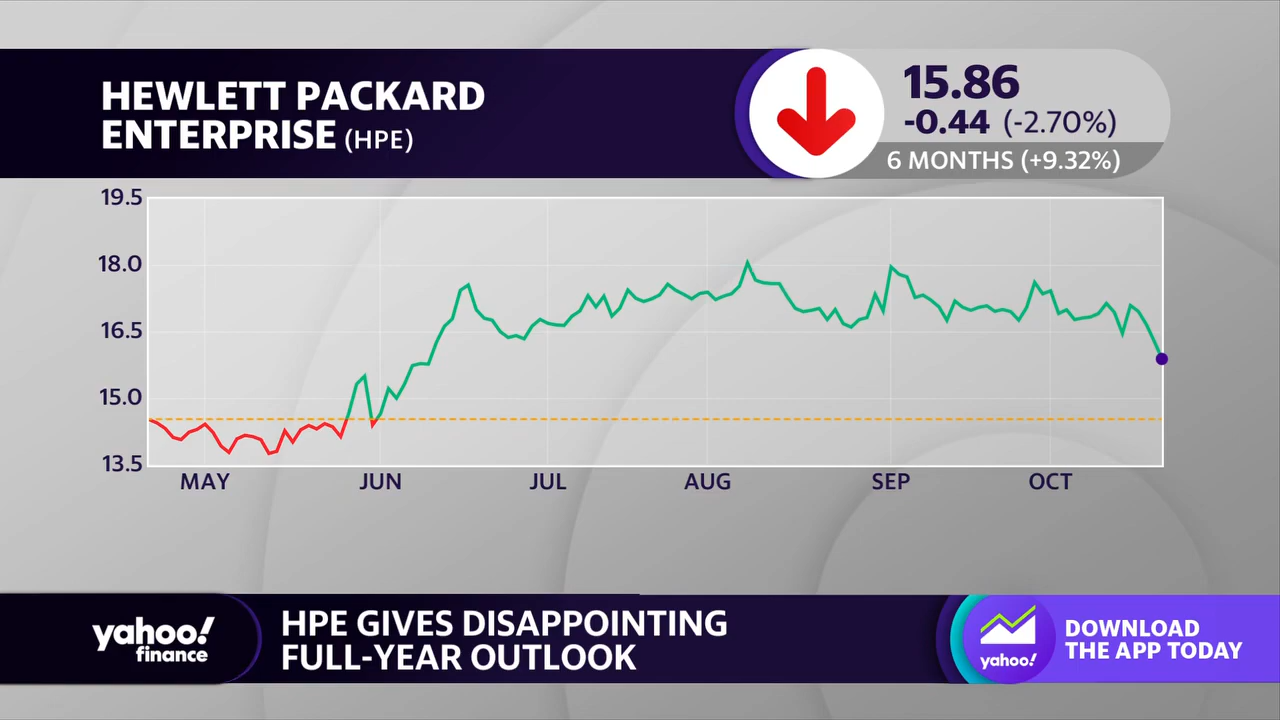 HEWLETT PACKARD
ENTERPRISE (HPE)
15.86
-0.44 (-2.70%)
6 MONTHS (+9.32%)
19.5
18.0
16.5
15.0
13.5
MAY JUN JUL AUG SEP OCT
yahoo!
finance
HPE GIVES DISAPPOINTING
FULL-YEAR OUTLOOK
yahoo!
DOWNLOAD
THE APP TODAY